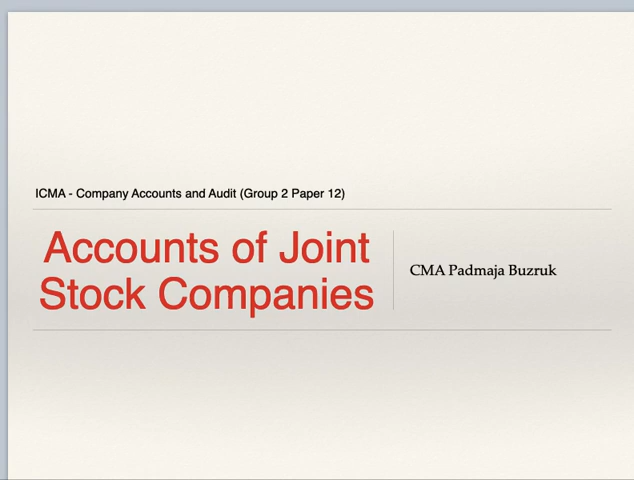 ICMA - Company Accounts and Audit (Group 2 Paper 12)
Accounts of Joint
Stock Companies
CMA Padmaja Buzruk